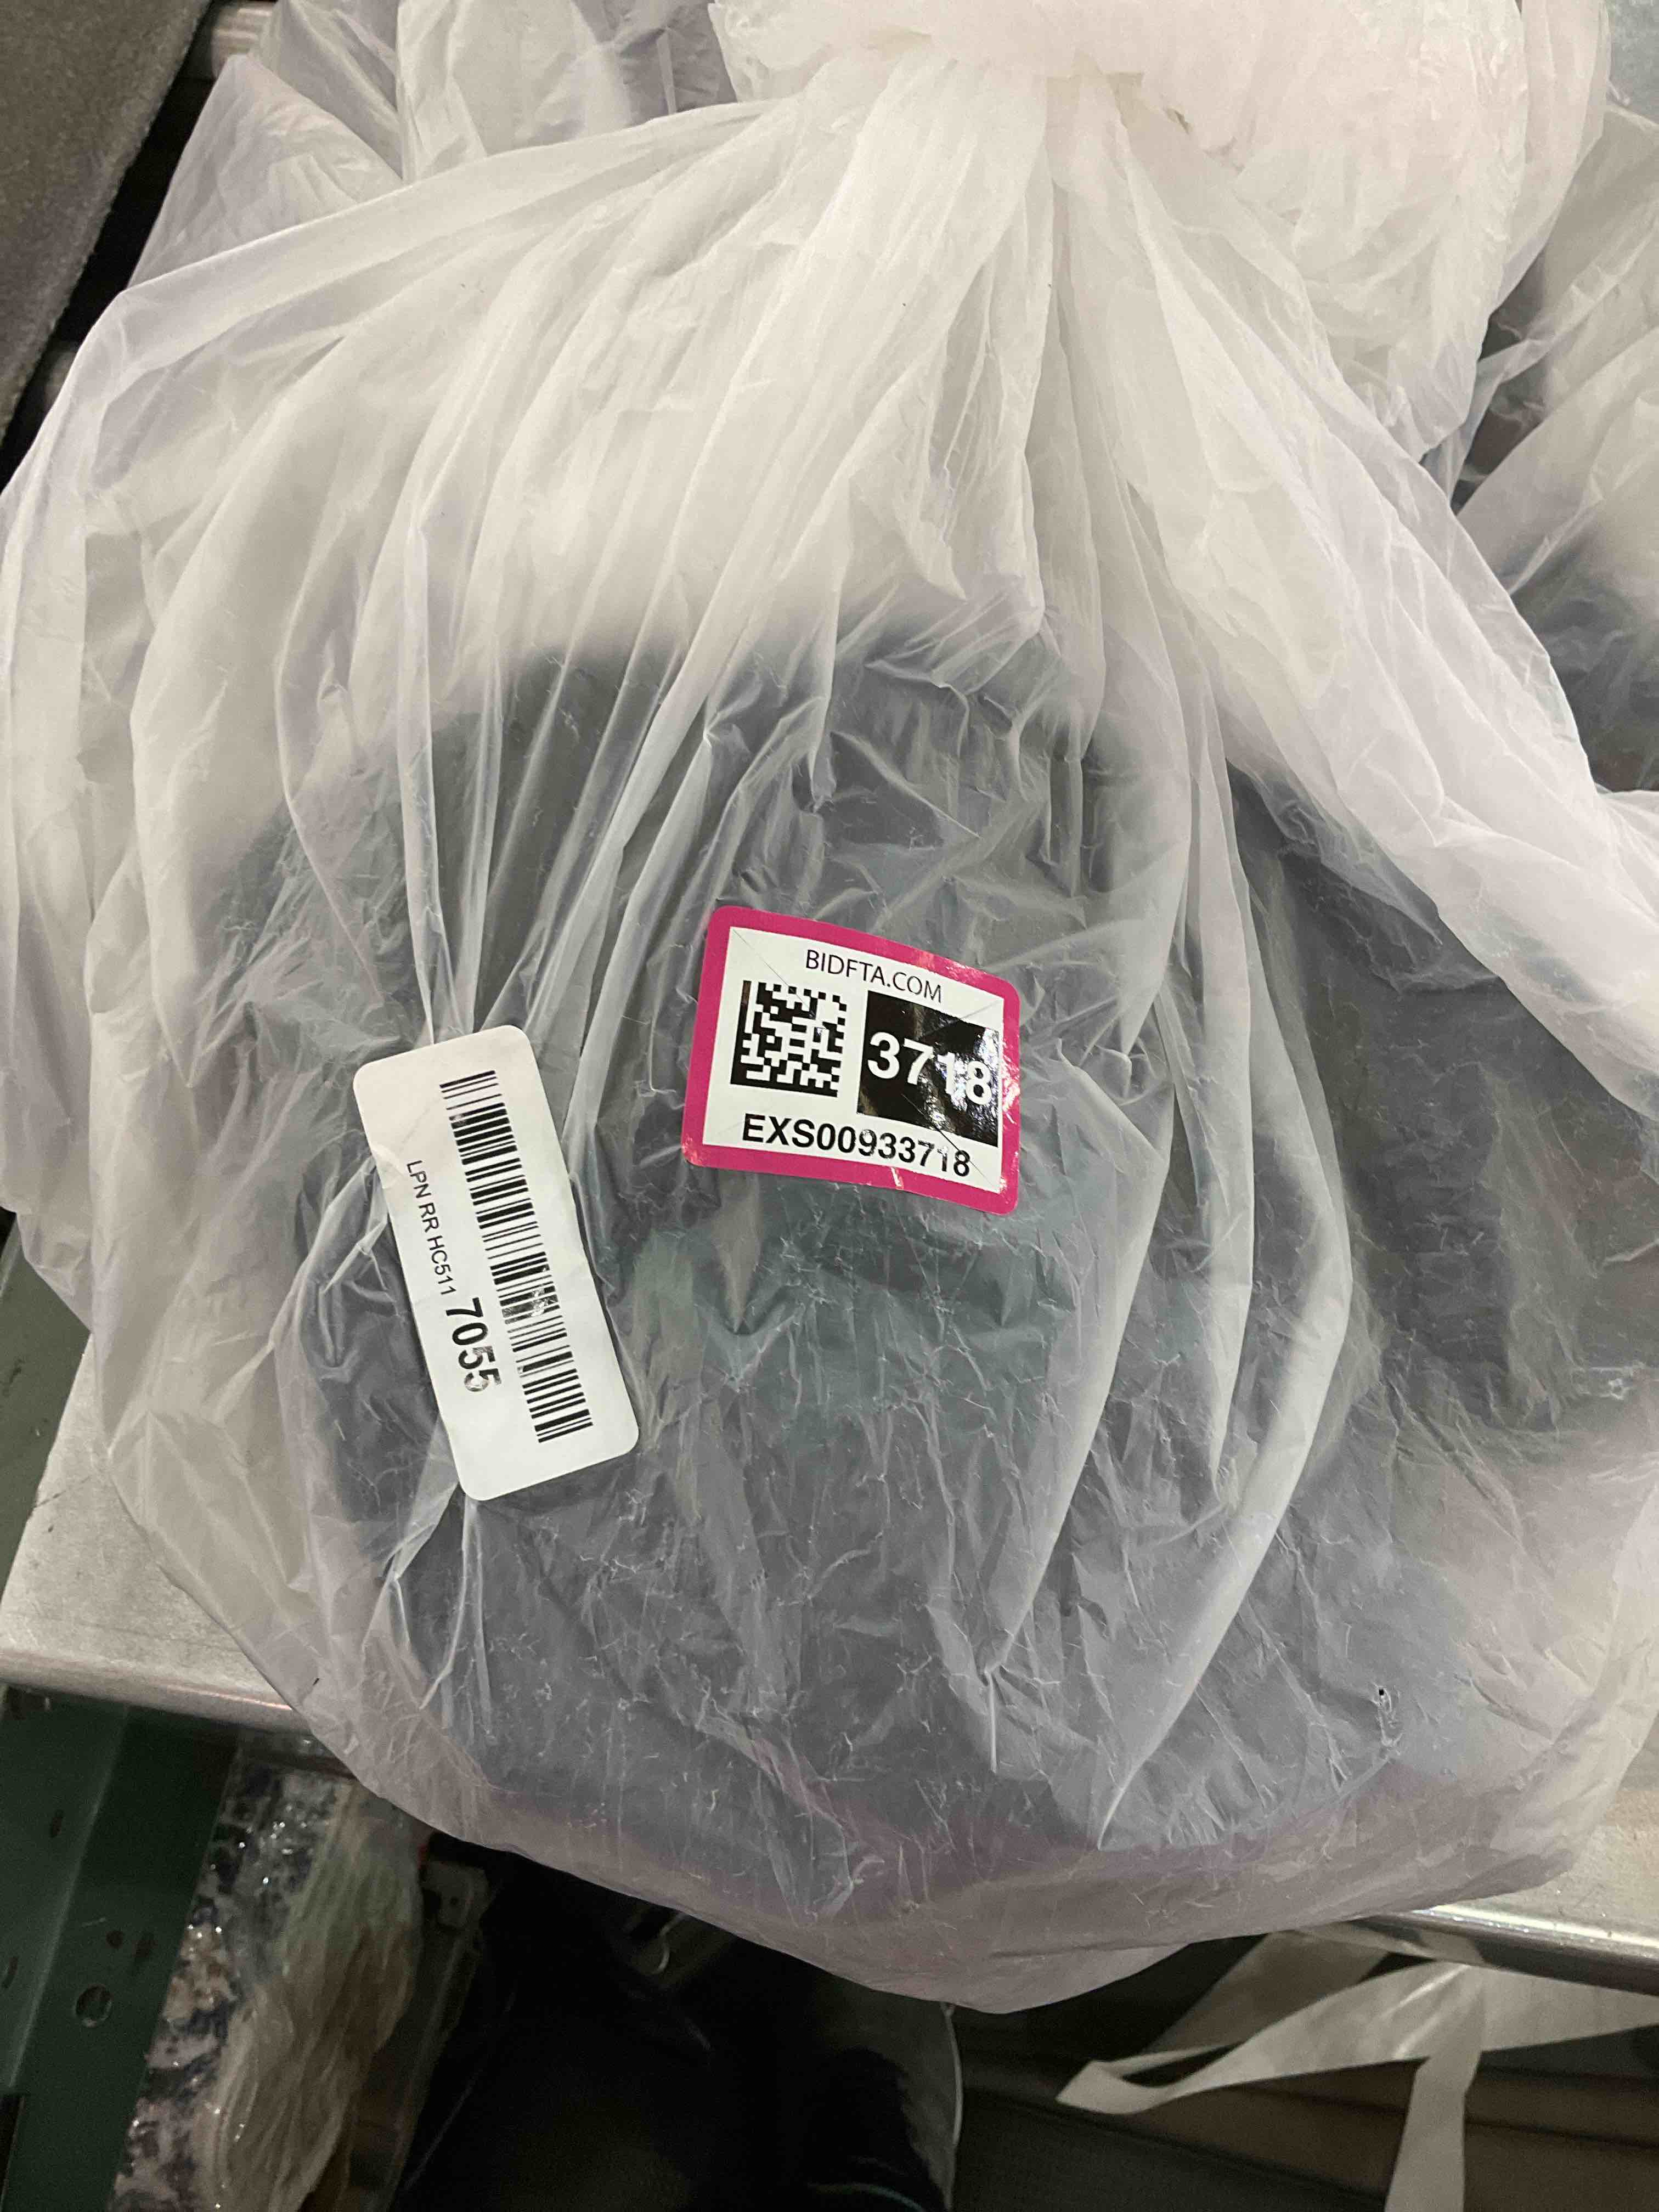 BIDFTA.COM
3718
EXS00933718
LPN RR HC511 7055